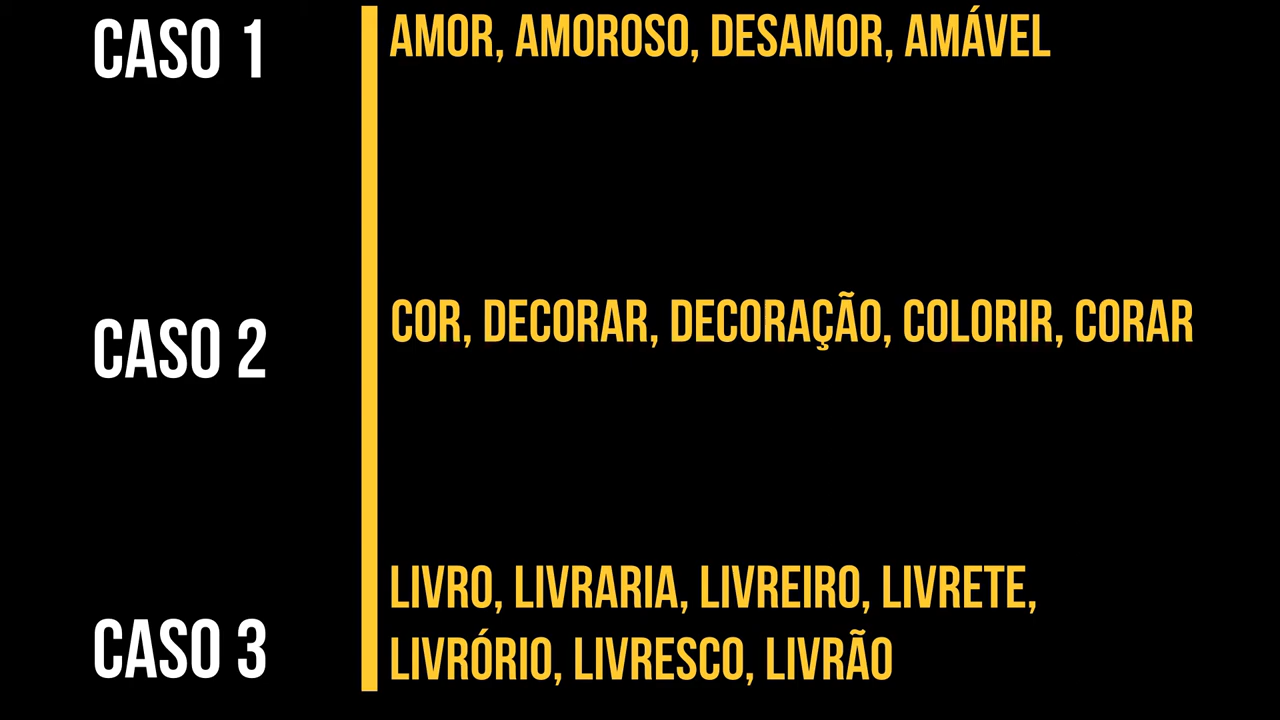 CASO 1
AMOR, AMOROSO, DESAMOR, AMÁVEL
CASO 2
COR, DECORAR, DECORAÇÃO, COLORIR, CORAR
CASO 3
LIVRO, LIVRARIA, LIVREIRO, LIVRETE,
LIVRÓRIO, LIVRESCO, LIVRÃO